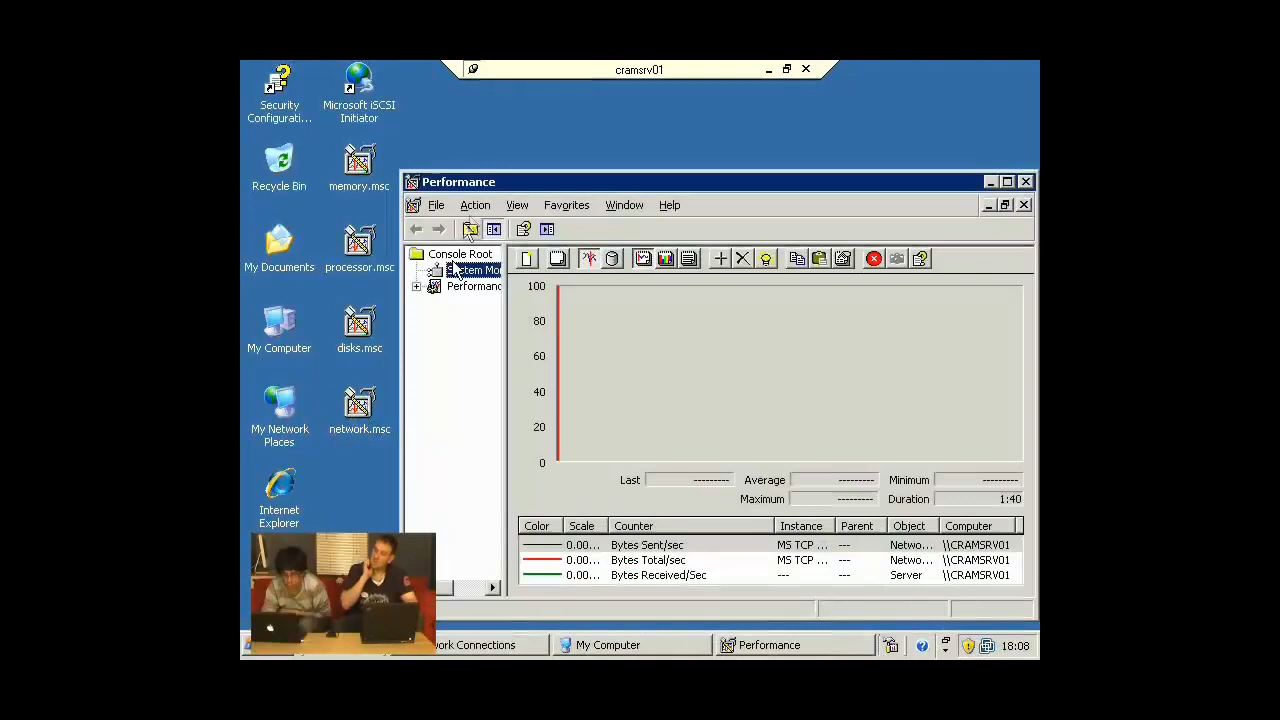 cramsrv01
Security
Configurati...
Microsoft iSCSI
Initiator
Recycle Bin
memory.msc
My Documents
processor.msc
My Computer
disks.msc
My Network
Places
network.msc
Internet
Explorer
Performance
File Action View Favorites Window Help
Console Root
System Mo
Performanc
100
80
60
40
20
0
Last --------- Average --------- Minimum ---------
Maximum --------- Duration 1:40
Color Scale Counter Instance Parent Object Computer
0.00... Bytes Sent/sec MS TCP ... --- Netwo... \\CRAMSRV01
0.00... Bytes Total/sec MS TCP ... --- Netwo... \\CRAMSRV01
0.00... Bytes Received/Sec --- --- Server \\CRAMSRV01
work Connections
My Computer
Performance
18:08